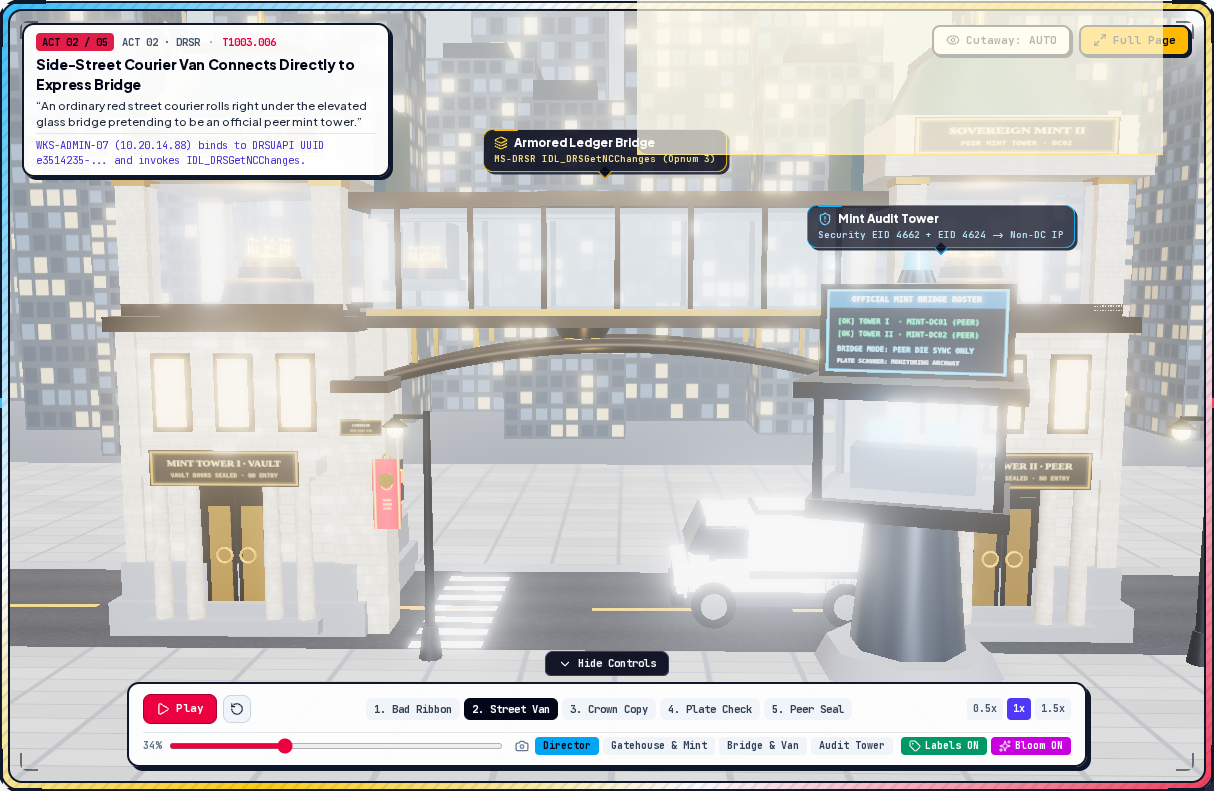 ACT 02 / 05 ACT 02 · DRSR · T1003.006
Side-Street Courier Van Connects Directly to
Express Bridge
“An ordinary red street courier rolls right under the elevated
glass bridge pretending to be an official peer mint tower.”
WKS-ADMIN-07 (10.20.14.88) binds to DRSUAPI UUID
e3514235-... and invokes IDL_DRSGetNCChanges.
Cutaway: AUTO
Full Page
SOVEREIGN MINT II
PEER MINT TOWER · DC02
Armored Ledger Bridge
MS-DRSR IDL_DRSGetNCChanges (Opnum 3)
Mint Audit Tower
Security EID 4662 + EID 4624 → Non-DC IP
OFFICIAL MINT BRIDGE ROSTER
[OK] TOWER I · MINT-DC01 (PEER)
[OK] TOWER II · MINT-DC02 (PEER)
BRIDGE MODE: PEER DIE SYNC ONLY
PLATE SCANNER: MONITORING ARCHWAY
MINT TOWER I · VAULT
VAULT DOORS SEALED · NO ENTRY
WER II · PEER
SEALED · NO ENTRY
Hide Controls
Play
1. Bad Ribbon
2. Street Van
3. Crown Copy
4. Plate Check
5. Peer Seal
0.5x
1x
1.5x
34%
Director
Gatehouse & Mint
Bridge & Van
Audit Tower
Labels ON
Bloom ON